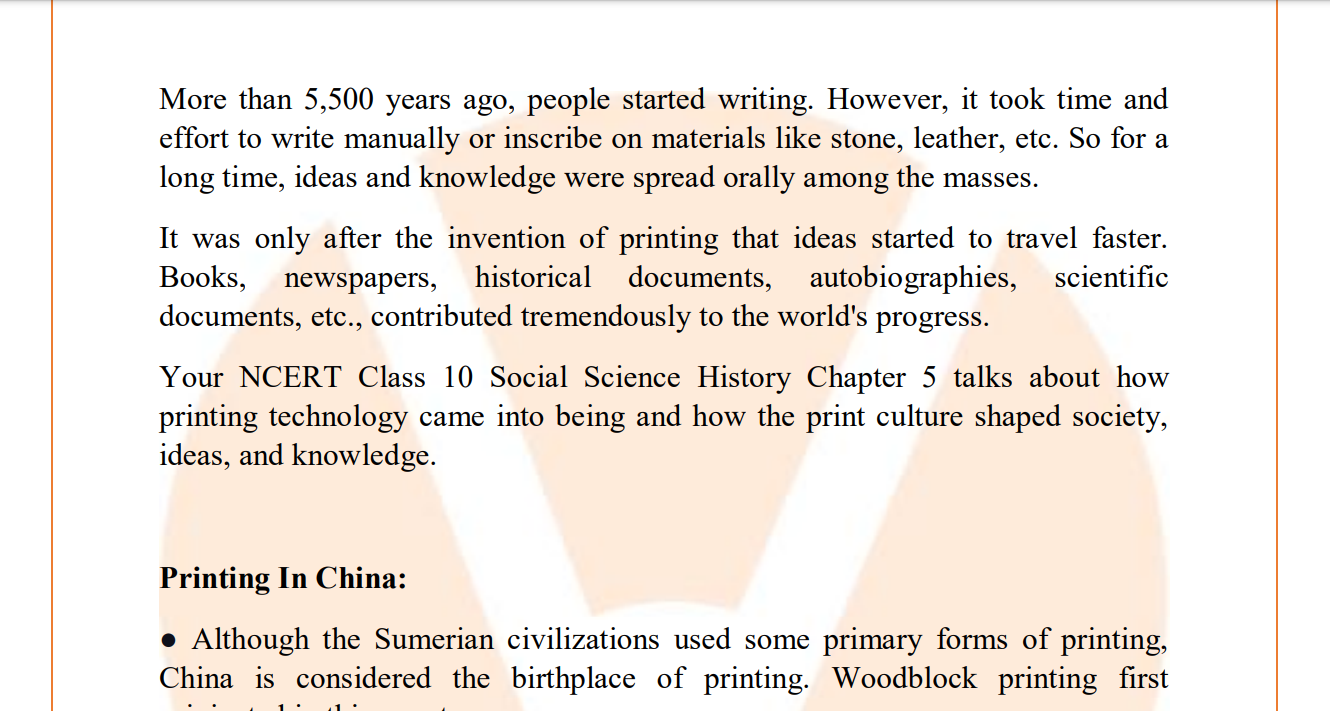 More than 5,500 years ago, people started writing. However, it took time and
effort to write manually or inscribe on materials like stone, leather, etc. So for a
long time, ideas and knowledge were spread orally among the masses.
It was only after the invention of printing that ideas started to travel faster.
Books, newspapers, historical documents, autobiographies, scientific
documents, etc., contributed tremendously to the world's progress.
Your NCERT Class 10 Social Science History Chapter 5 talks about how
printing technology came into being and how the print culture shaped society,
ideas, and knowledge.
Printing In China:
● Although the Sumerian civilizations used some primary forms of printing,
China is considered the birthplace of printing. Woodblock printing first